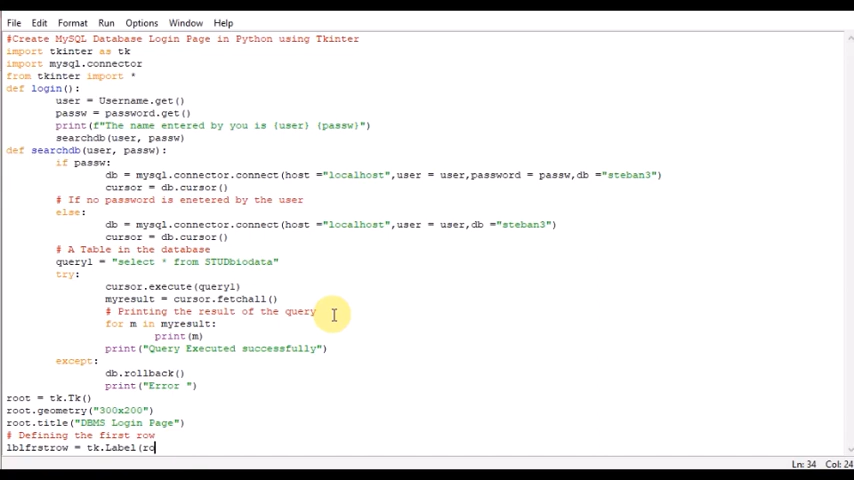 File Edit Format Run Options Window Help
#Create MySQL Database Login Page in Python using Tkinter
import tkinter as tk
import mysql.connector
from tkinter import *
def login():
user = Username.get()
passw = password.get()
print(f"The name entered by you is {user} {passw}")
searchdb(user, passw)
def searchdb(user, passw):
if passw:
db = mysql.connector.connect(host ="localhost",user = user,password = passw,db ="steban3")
cursor = db.cursor()
# If no password is enetered by the user
else:
db = mysql.connector.connect(host ="localhost",user = user,db ="steban3")
cursor = db.cursor()
# A Table in the database
query1 = "select * from STUDbiodata"
try:
cursor.execute(query1)
myresult = cursor.fetchall()
# Printing the result of the query
for m in myresult:
print(m)
print("Query Executed successfully")
except:
db.rollback()
print("Error ")
root = tk.Tk()
root.geometry("300x200")
root.title("DBMS Login Page")
# Defining the first row
lblfrstrow = tk.Label(ro
Ln: 34 Col: 24